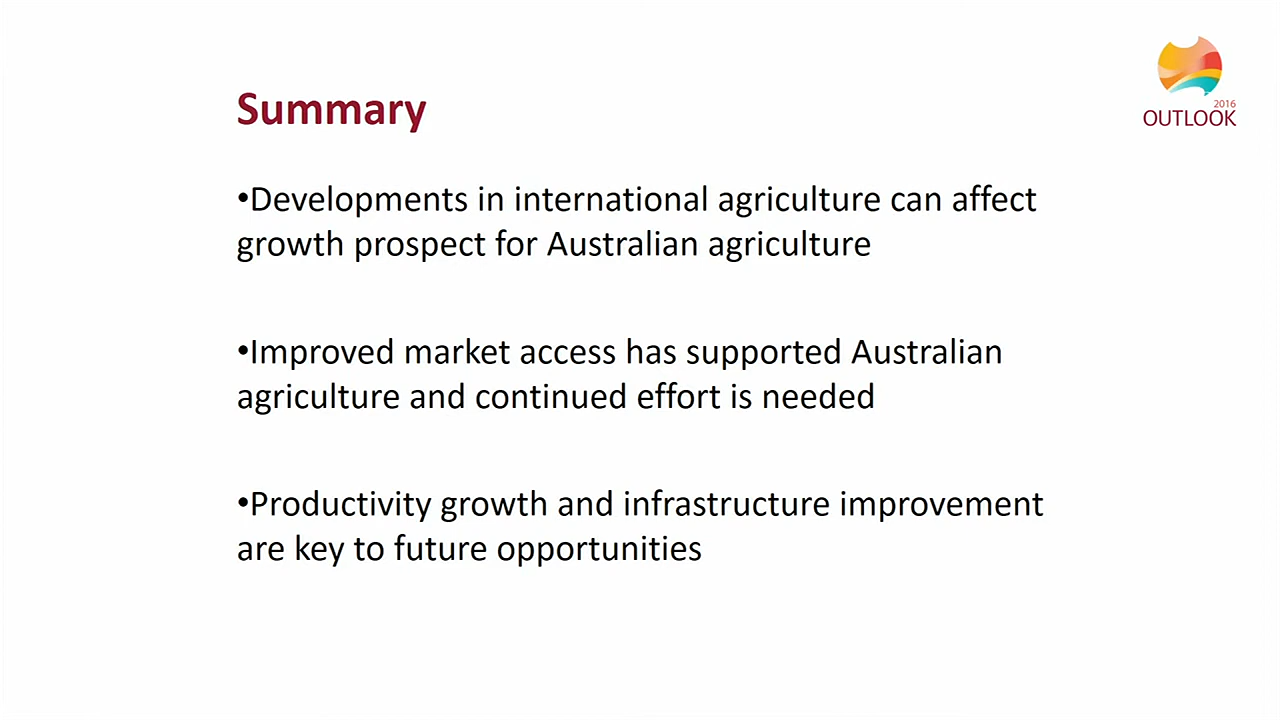 2016
OUTLOOK
Summary
•Developments in international agriculture can affect
growth prospect for Australian agriculture
•Improved market access has supported Australian
agriculture and continued effort is needed
•Productivity growth and infrastructure improvement
are key to future opportunities